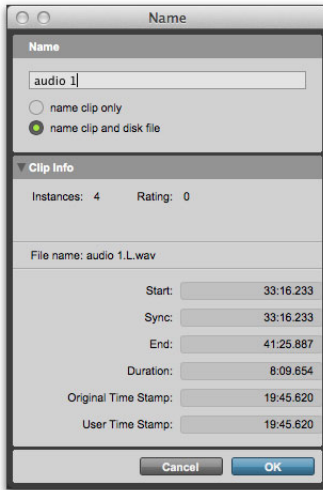 Name
Name
audio 1
name clip only
name clip and disk file
Clip Info
Instances: 4 Rating: 0
File name: audio 1.L.wav
Start: 33:16.233
Sync: 33:16.233
End: 41:25.887
Duration: 8:09.654
Original Time Stamp: 19:45.620
User Time Stamp: 19:45.620
Cancel OK